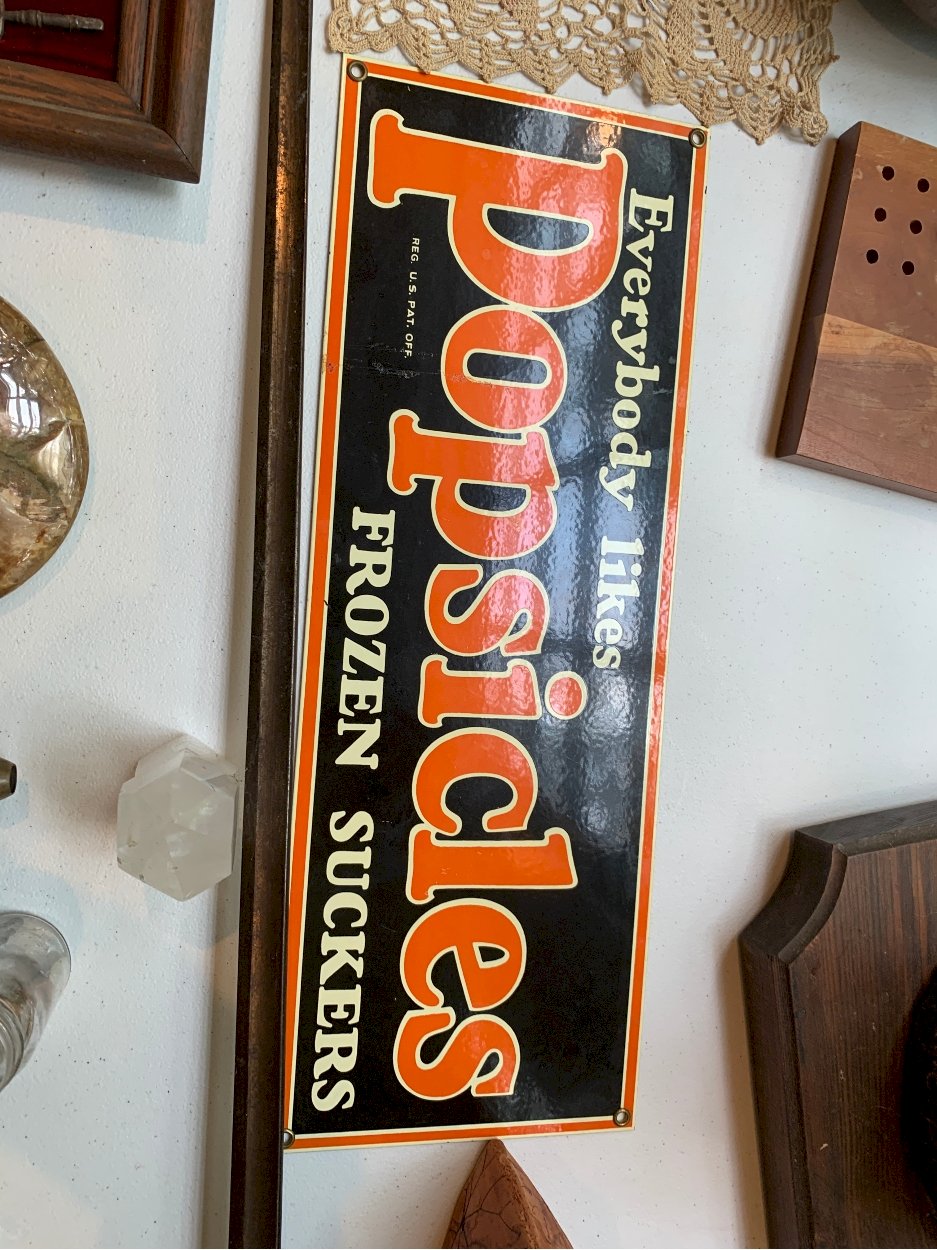 Everybody likes
popsicles
REG. U.S. PAT. OFF.
FROZEN SUCKERS